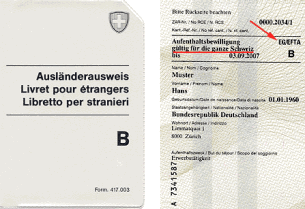 Ausländerausweis
Livret pour étrangers
Libretto per stranieri
B
Form. 417.003
Bitte Rückseite beachten
ZAR-Nr. / No RCE / N. RCS 0000.2034/1
Kant.-Ref.-Nr. / No réf. cant. / N. rif. cant.
Aufenthaltsbewilligung EG/EFTA
gültig für die ganze Schweiz B
bis 03.09.2007
Name / Nom / Cognome
Muster
Vorname / Prénom / Nome
Hans
Geburtsdatum/Date de naissance/Data di nascita 01.01.1960
Staatsangehörigkeit / Nationalité / Nazionalità
Bundesrepublik Deutschland
Wohnort / Adresse / Indirizzo
Limmatquai 1
8000 Zürich
Aufenthaltszweck / But du séjour / Scopo del soggiorno
Erwerbstätigkeit
A 7341587